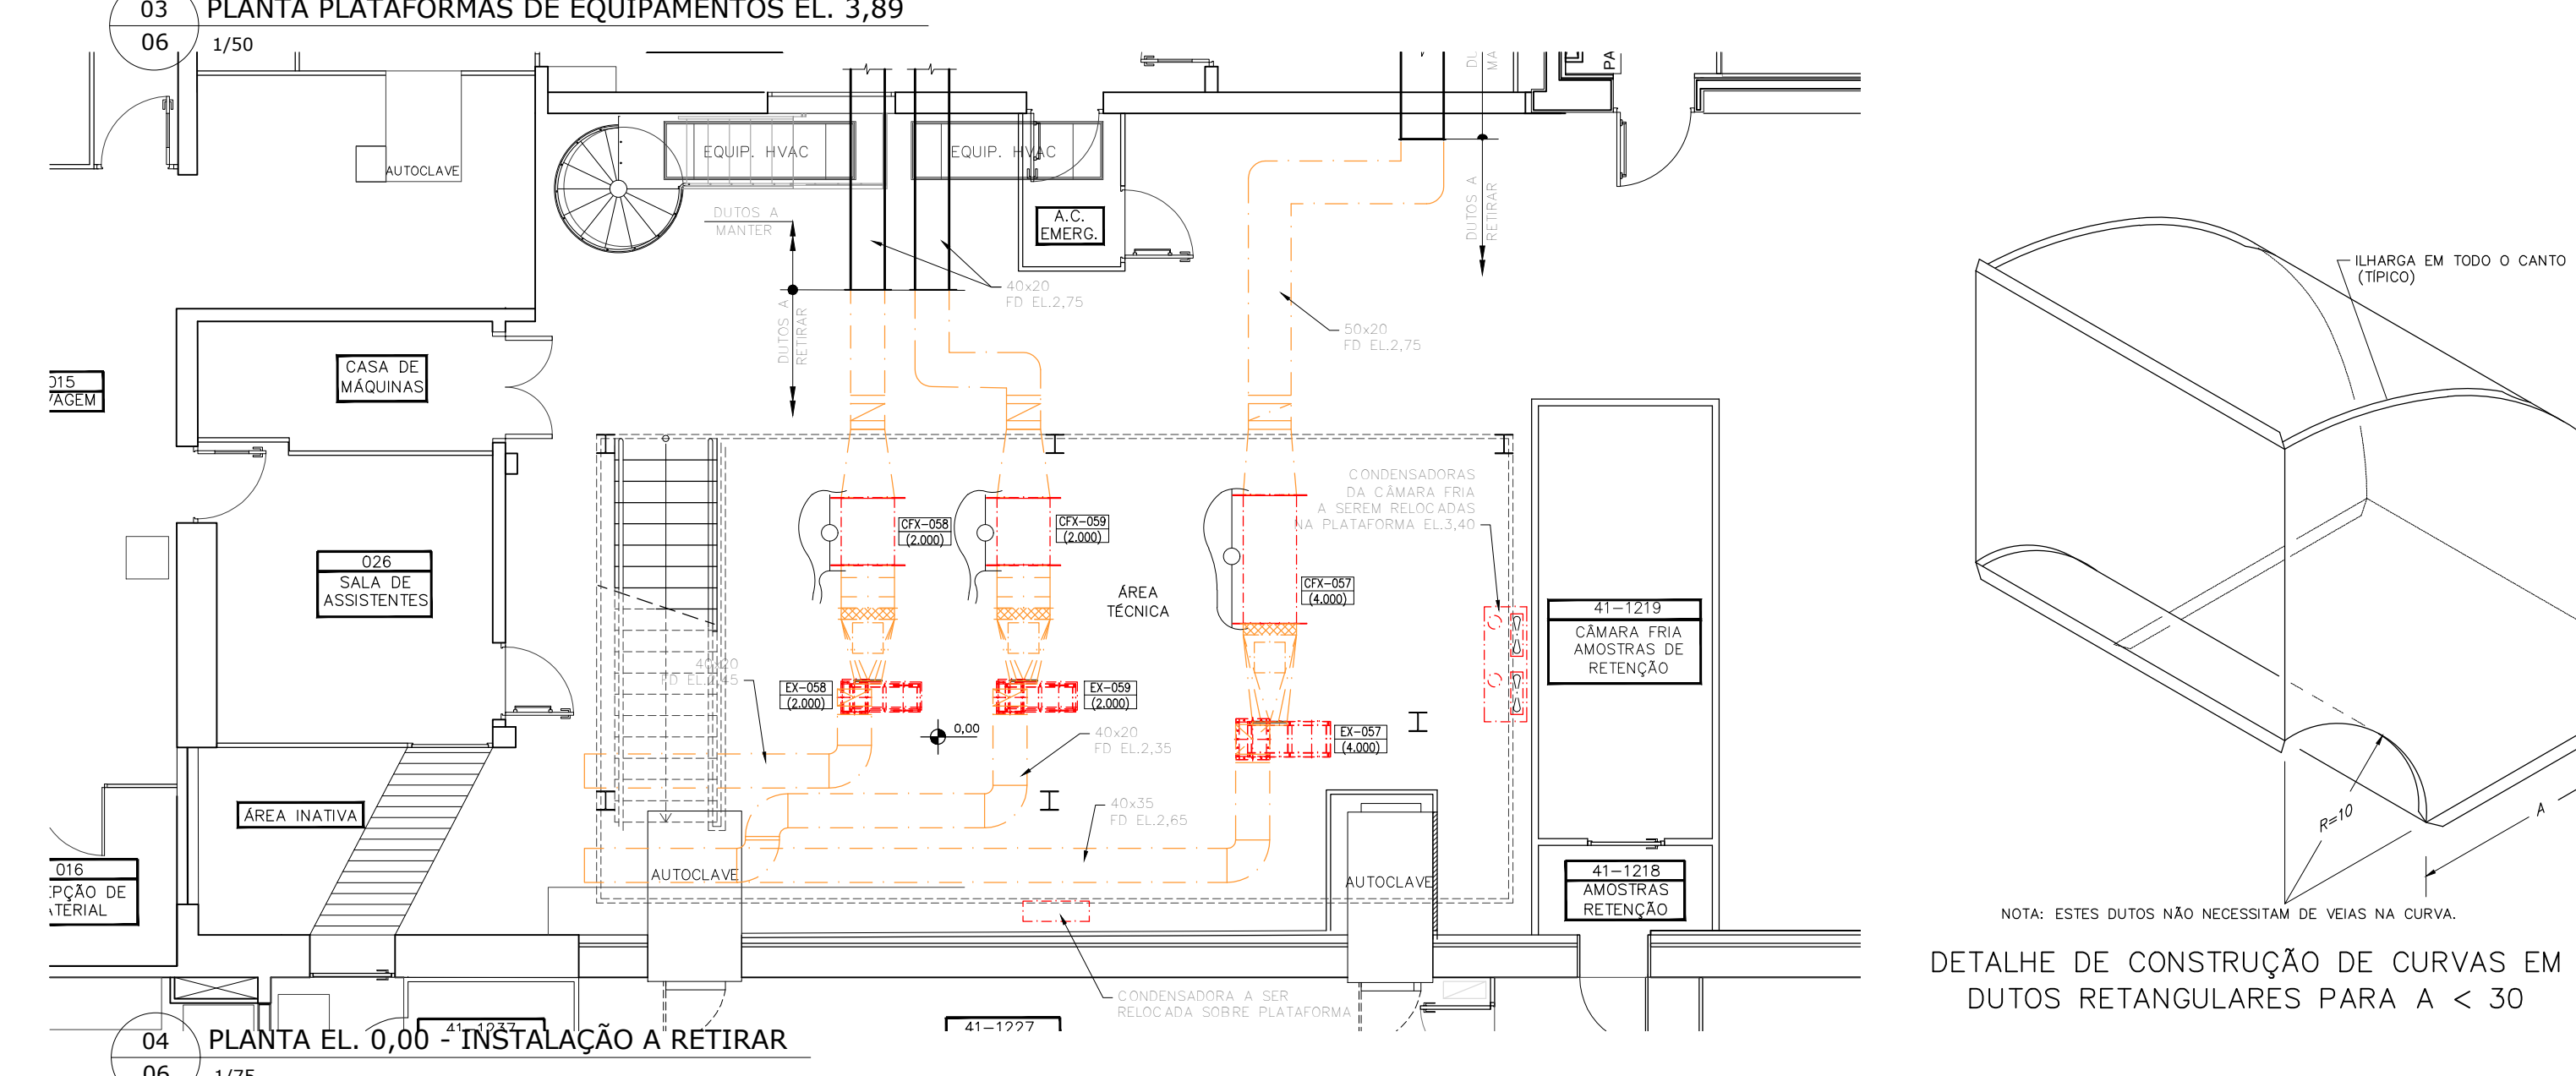 03
PLANTA PLATAFORMAS DE EQUIPAMENTOS EL. 3,89
06
1/50
AUTOCLAVE
EQUIP. HVAC
EQUIP. HVAC
DUTOS A
MANTER
DUTOS A
RETIRAR
40x20
FD EL.2,75
A.C.
EMERG.
DUTOS A
RETIRAR
50x20
FD EL.2,75
CASA DE
MÁQUINAS
015
026
SALA DE
ASSISTENTES
CFX-058
(2.000)
CFX-059
(2.000)
CFX-057
(4.000)
CONDENSADORAS
DA CÂMARA FRIA
A SEREM RELOCADAS
NA PLATAFORMA EL.3,40
ÁREA
TÉCNICA
41-1219
CÂMARA FRIA
AMOSTRAS DE
RETENÇÃO
40x20
EX-058
(2.000)
EX-059
(2.000)
EX-057
(4.000)
0,00
40x20
FD EL.2,35
40x35
FD EL.2,65
ÁREA INATIVA
016
AUTOCLAVE
AUTOCLAVE
41-1218
AMOSTRAS
RETENÇÃO
CONDENSADORA A SER
RELOCADA SOBRE PLATAFORMA
41-1237
41-1227
04
PLANTA EL. 0,00 - INSTALAÇÃO A RETIRAR
06
1/75
ILHARGA EM TODO O CANTO
(TÍPICO)
R=10
A
NOTA: ESTES DUTOS NÃO NECESSITAM DE VEIAS NA CURVA.
DETALHE DE CONSTRUÇÃO DE CURVAS EM
DUTOS RETANGULARES PARA A < 30